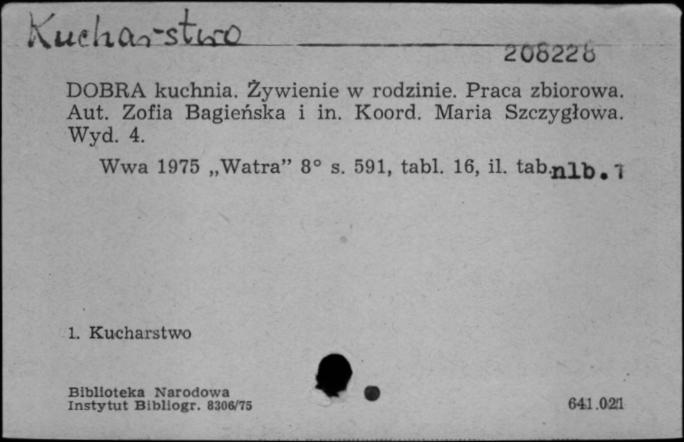 Kucharstwo
208228
DOBRA kuchnia. Żywienie w rodzinie. Praca zbiorowa.
Aut. Zofia Bagieńska i in. Koord. Maria Szczygłowa.
Wyd. 4.
Wwa 1975 „Watra” 8° s. 591, tabl. 16, il. tab. nlb. 1
1. Kucharstwo
Biblioteka Narodowa
Instytut Bibliogr. 8306/75
641.021